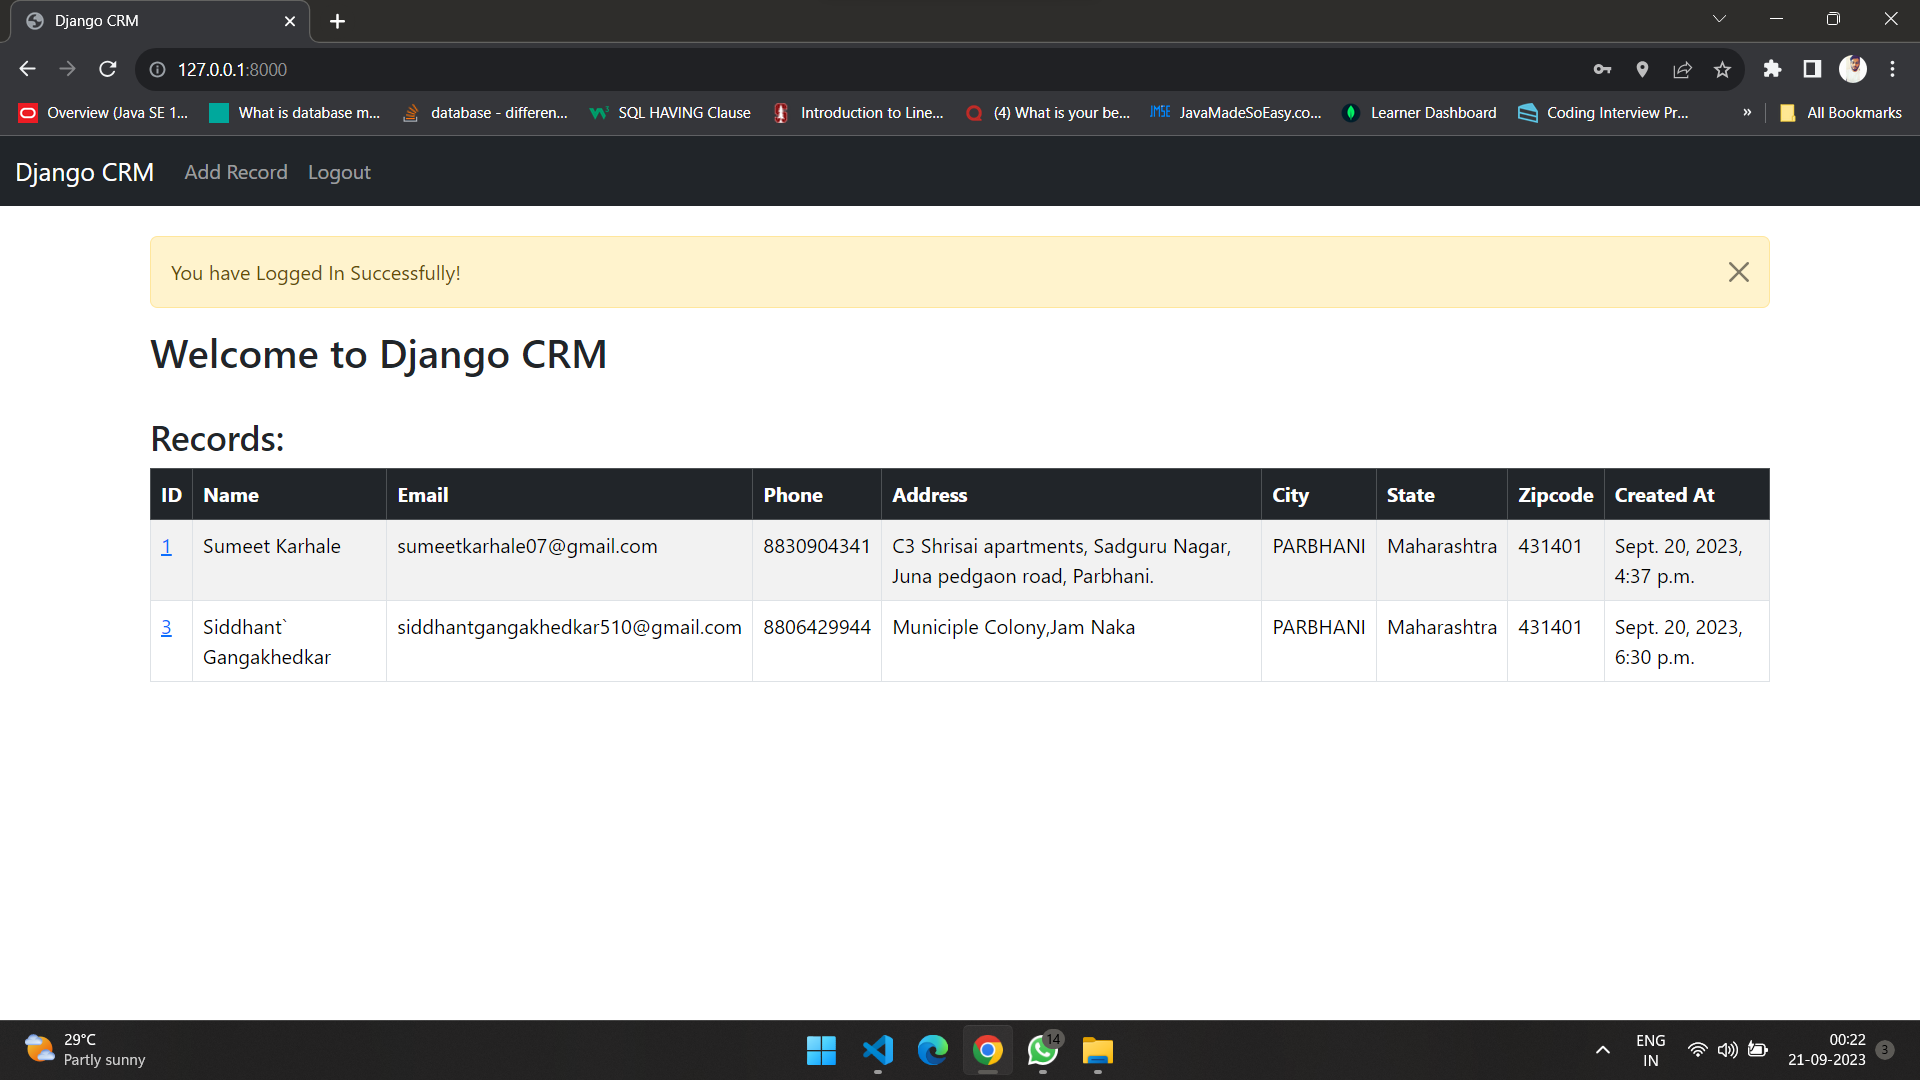 Django CRM
127.0.0.1:8000
Overview (Java SE 1... What is database m... database - differen... SQL HAVING Clause Introduction to Line... (4) What is your be... JavaMadeSoEasy.co... Learner Dashboard Coding Interview Pr... » All Bookmarks
Django CRM Add Record Logout
You have Logged In Successfully!
Welcome to Django CRM
Records:
ID Name Email Phone Address City State Zipcode Created At
1 Sumeet Karhale sumeetkarhale07@gmail.com 8830904341 C3 Shrisai apartments, Sadguru Nagar, PARBHANI Maharashtra 431401 Sept. 20, 2023,
Juna pedgaon road, Parbhani. 4:37 p.m.
3 Siddhant` siddhantgangakhedkar510@gmail.com 8806429944 Municiple Colony,Jam Naka PARBHANI Maharashtra 431401 Sept. 20, 2023,
Gangakhedkar 6:30 p.m.
29°C
Partly sunny
14
ENG
IN
00:22
21-09-2023
3